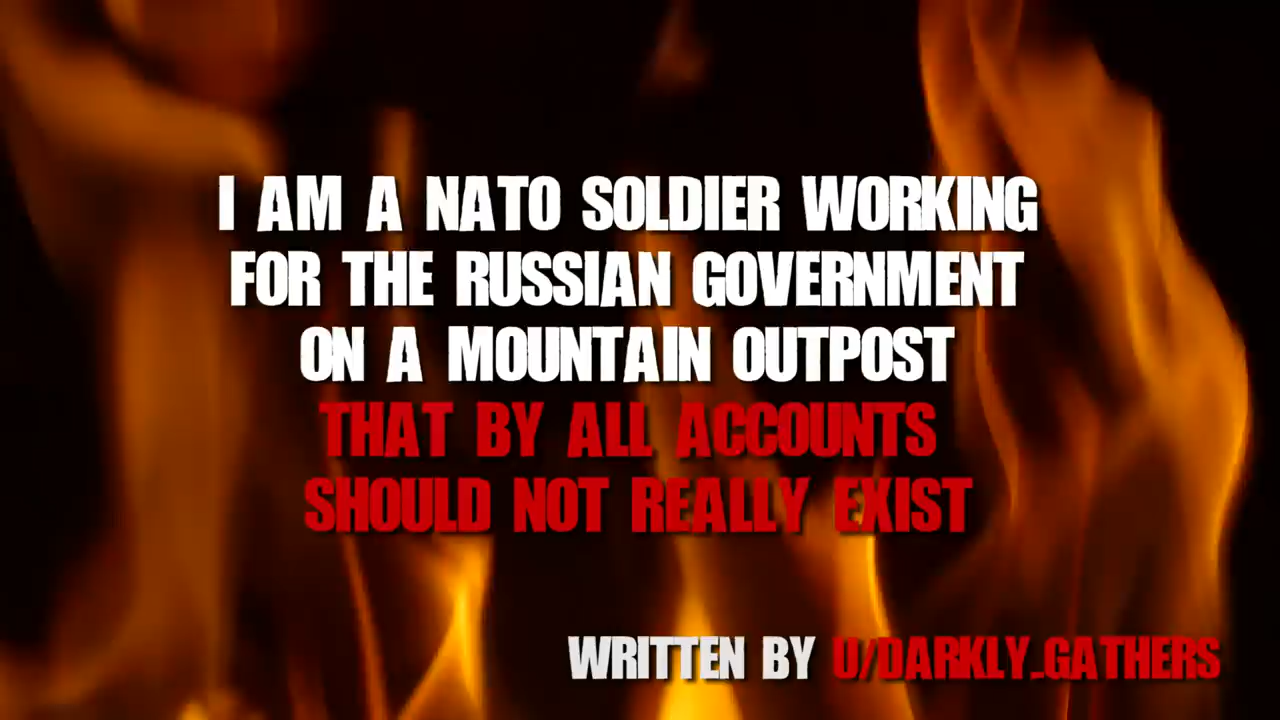 I AM A NATO SOLDIER WORKING
FOR THE RUSSIAN GOVERNMENT
ON A MOUNTAIN OUTPOST
THAT BY ALL ACCOUNTS
SHOULD NOT REALLY EXIST
WRITTEN BY U/DARKLY_GATHERS